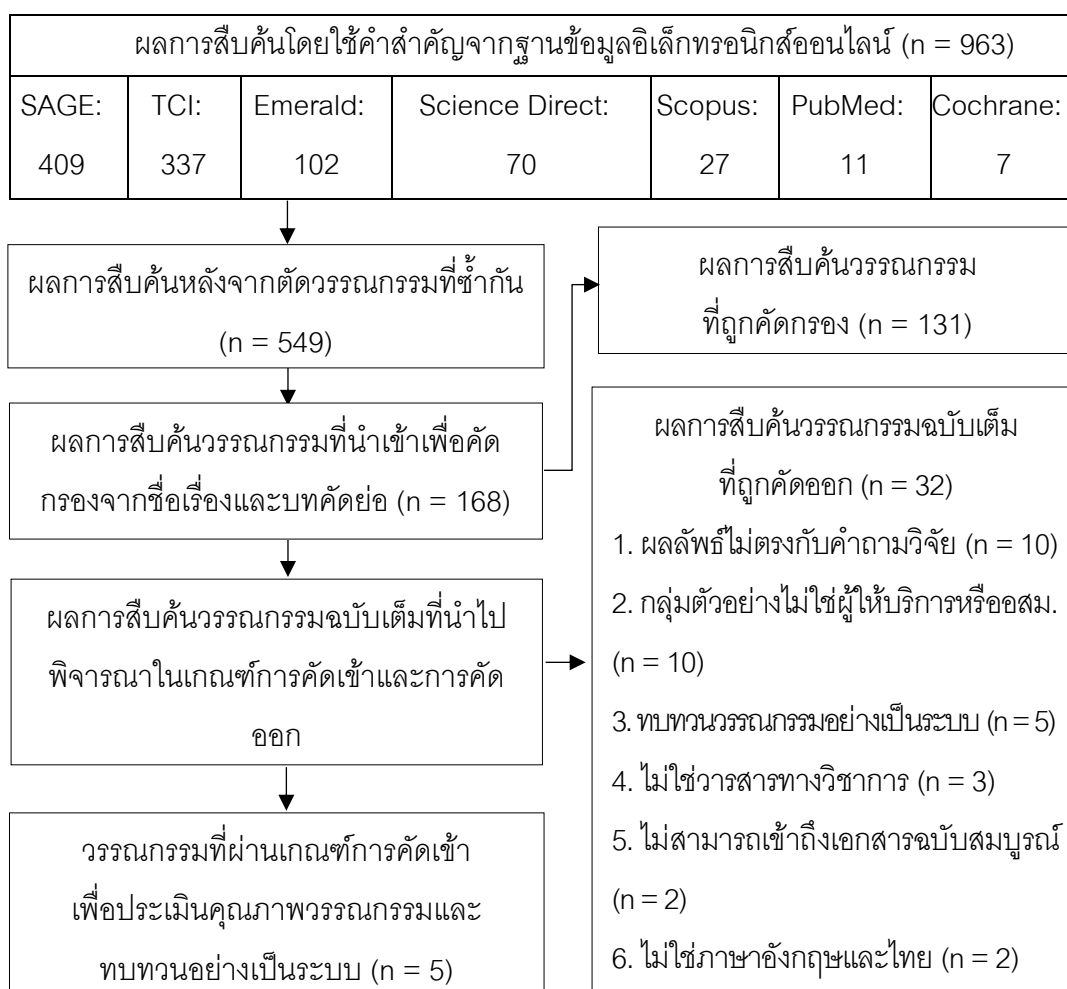 ผลการสืบค้นโดยใช้คำสำคัญจากฐานข้อมูลอิเล็กทรอนิกส์ออนไลน์ (n = 963)
SAGE: TCI: Emerald: Science Direct: Scopus: PubMed: Cochrane:
409 337 102 70 27 11 7
ผลการสืบค้นหลังจากตัดวรรณกรรมที่ซ้ำกัน
(n = 549)
ผลการสืบค้นวรรณกรรม
ที่ถูกคัดกรอง (n = 131)
ผลการสืบค้นวรรณกรรมที่นำเข้าเพื่อคัด
กรองจากชื่อเรื่องและบทคัดย่อ (n = 168)
ผลการสืบค้นวรรณกรรมฉบับเต็มที่นำไป
พิจารณาในเกณฑ์การคัดเข้าและการคัด
ออก
ผลการสืบค้นวรรณกรรมฉบับเต็ม
ที่ถูกคัดออก (n = 32)
1. ผลลัพธ์ไม่ตรงกับคำถามวิจัย (n = 10)
2. กลุ่มตัวอย่างไม่ใช่ผู้ให้บริการหรืออสม.
(n = 10)
3. ทบทวนวรรณกรรมอย่างเป็นระบบ (n = 5)
4. ไม่ใช่วารสารทางวิชาการ (n = 3)
5. ไม่สามารถเข้าถึงเอกสารฉบับสมบูรณ์
(n = 2)
6. ไม่ใช่ภาษาอังกฤษและไทย (n = 2)
วรรณกรรมที่ผ่านเกณฑ์การคัดเข้า
เพื่อประเมินคุณภาพวรรณกรรมและ
ทบทวนอย่างเป็นระบบ (n = 5)